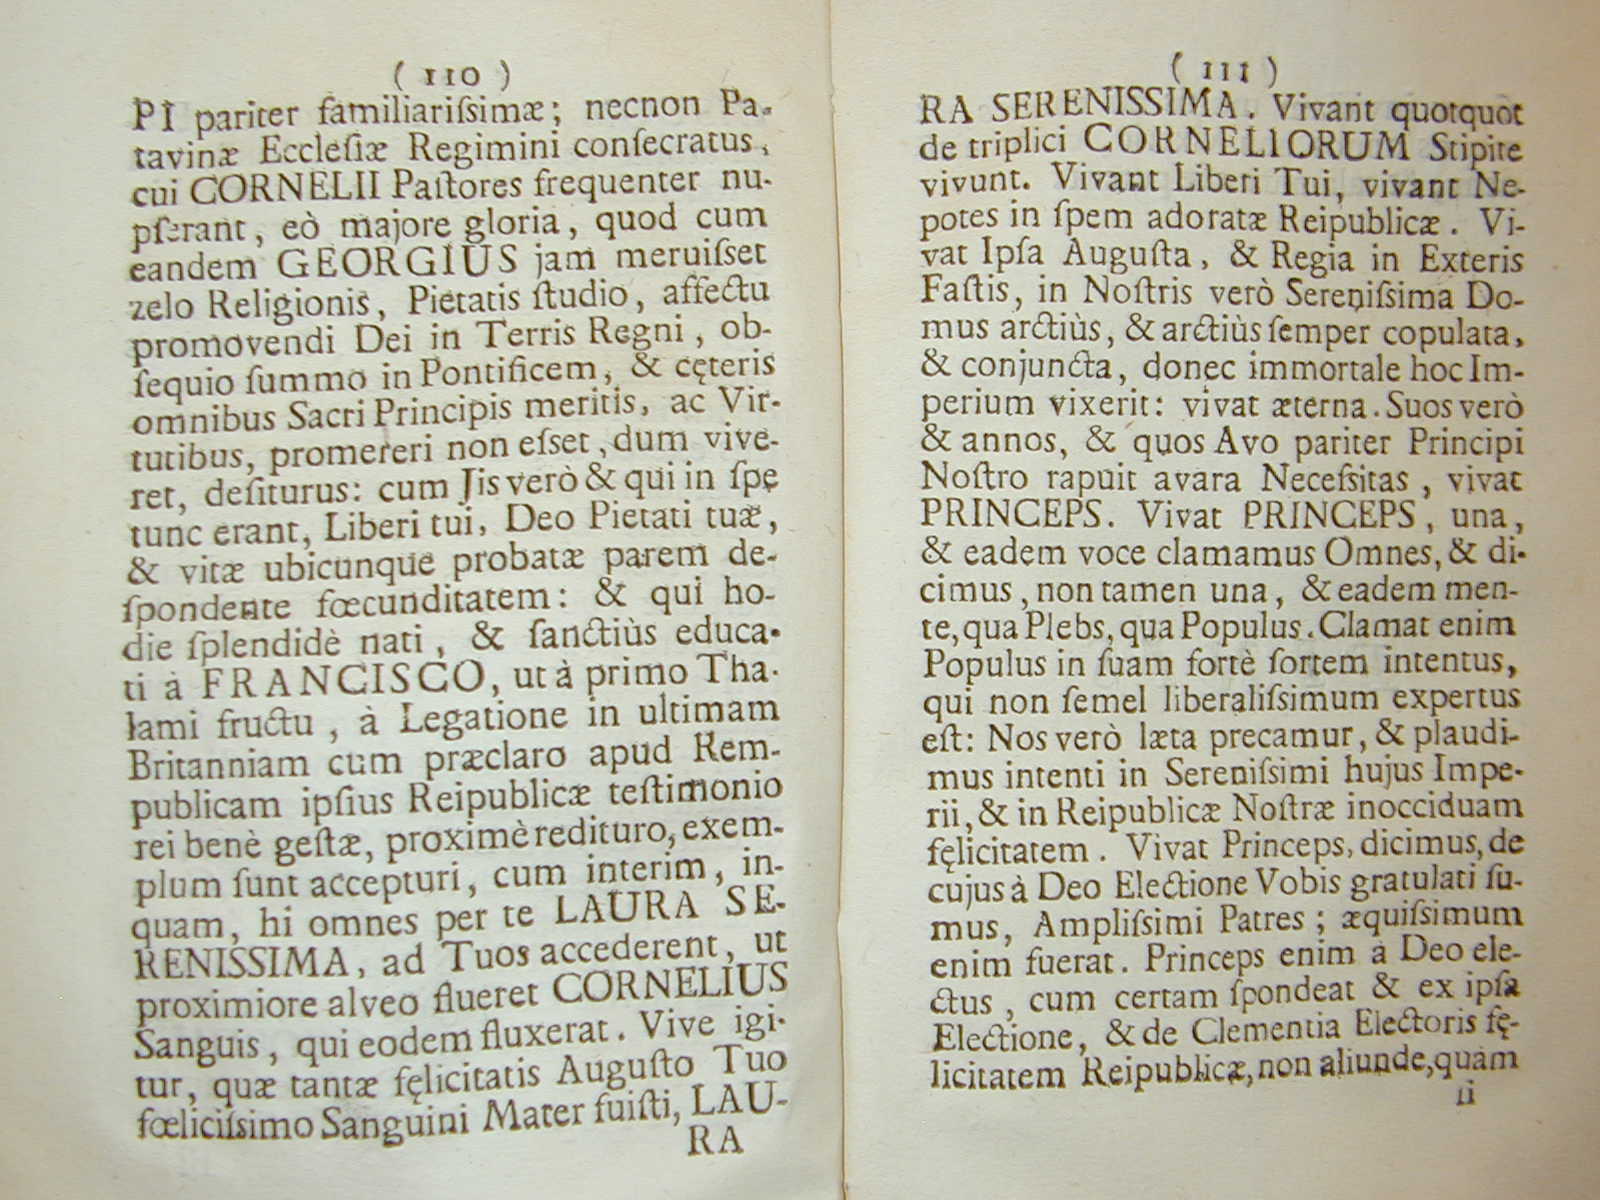 ( 110 )
PI pariter familiariſsimæ; necnon Pa-
tavinæ Eccleſiæ Regimini conſecratus,
cui CORNELII Paſtores frequenter nu-
pſerant, eò majore gloria, quod cum
eandem GEORGIUS jam meruiſset
zelo Religionis, Pietatis ſtudio, affectu
promovendi Dei in Terris Regni, ob-
ſequio ſummo in Pontificem, & cęteris
omnibus Sacri Principis meritis, ac Vir-
tutibus, promereri non eſset, dum vive-
ret, deſiturus: cum Jis verò & qui in ſpę
tunc erant, Liberi tui, Deo Pietati tuæ,
& vitæ ubicunque probatæ parem de-
ſpondente fœcunditatem: & qui ho-
die ſplendidè nati, & ſanctiùs educa-
ti à FRANCISCO, ut à primo Tha-
lami fructu, à Legatione in ultimam
Britanniam cum præclaro apud Rem-
publicam ipſius Reipublicæ teſtimonio
rei benè geſtæ, proximè redituro, exem-
plum ſunt accepturi, cum interim, in-
quam, hi omnes per te LAURA SE-
RENISSIMA, ad Tuos accederent, ut
proximiore alveo flueret CORNELIUS
Sanguis, qui eodem fluxerat. Vive igi-
tur, quæ tantæ fęlicitatis Auguſto Tuo
fœliciſsimo Sanguini Mater fuiſti, LAU-
RA
( 111 )
RA SERENISSIMA. Vivant quotquot
de triplici CORNELIORUM Stipite
vivunt. Vivant Liberi Tui, vivant Ne-
potes in ſpem adoratæ Reipublicæ. Vi-
vat Ipſa Auguſta, & Regia in Exteris
Faſtis, in Noſtris verò Sereniſsima Do-
mus arctiùs, & arctiùs ſemper copulata,
& conjuncta, donec immortale hoc Im-
perium vixerit: vivat æterna. Suos verò
& annos, & quos Avo pariter Principi
Noſtro rapuit avara Neceſsitas, vivat
PRINCEPS. Vivat PRINCEPS, una,
& eadem voce clamamus Omnes, & di-
cimus, non tamen una, & eadem men-
te, qua Plebs, qua Populus. Clamat enim
Populus in ſuam fortè ſortem intentus,
qui non ſemel liberaliſsimum expertus
eſt: Nos verò læta precamur, & plaudi-
mus intenti in Sereniſsimi hujus Impe-
rii, & in Reipublicæ Noſtræ inocciduam
fęlicitatem. Vivat Princeps, dicimus, de
cujus à Deo Electione Vobis gratulati ſu-
mus, Ampliſsimi Patres; æquiſsimum
enim fuerat. Princeps enim à Deo ele-
ctus, cum certam ſpondeat & ex ipſa
Electione, & de Clementia Electoris fę-
licitatem Reipublicæ, non aliunde, quàm
ii